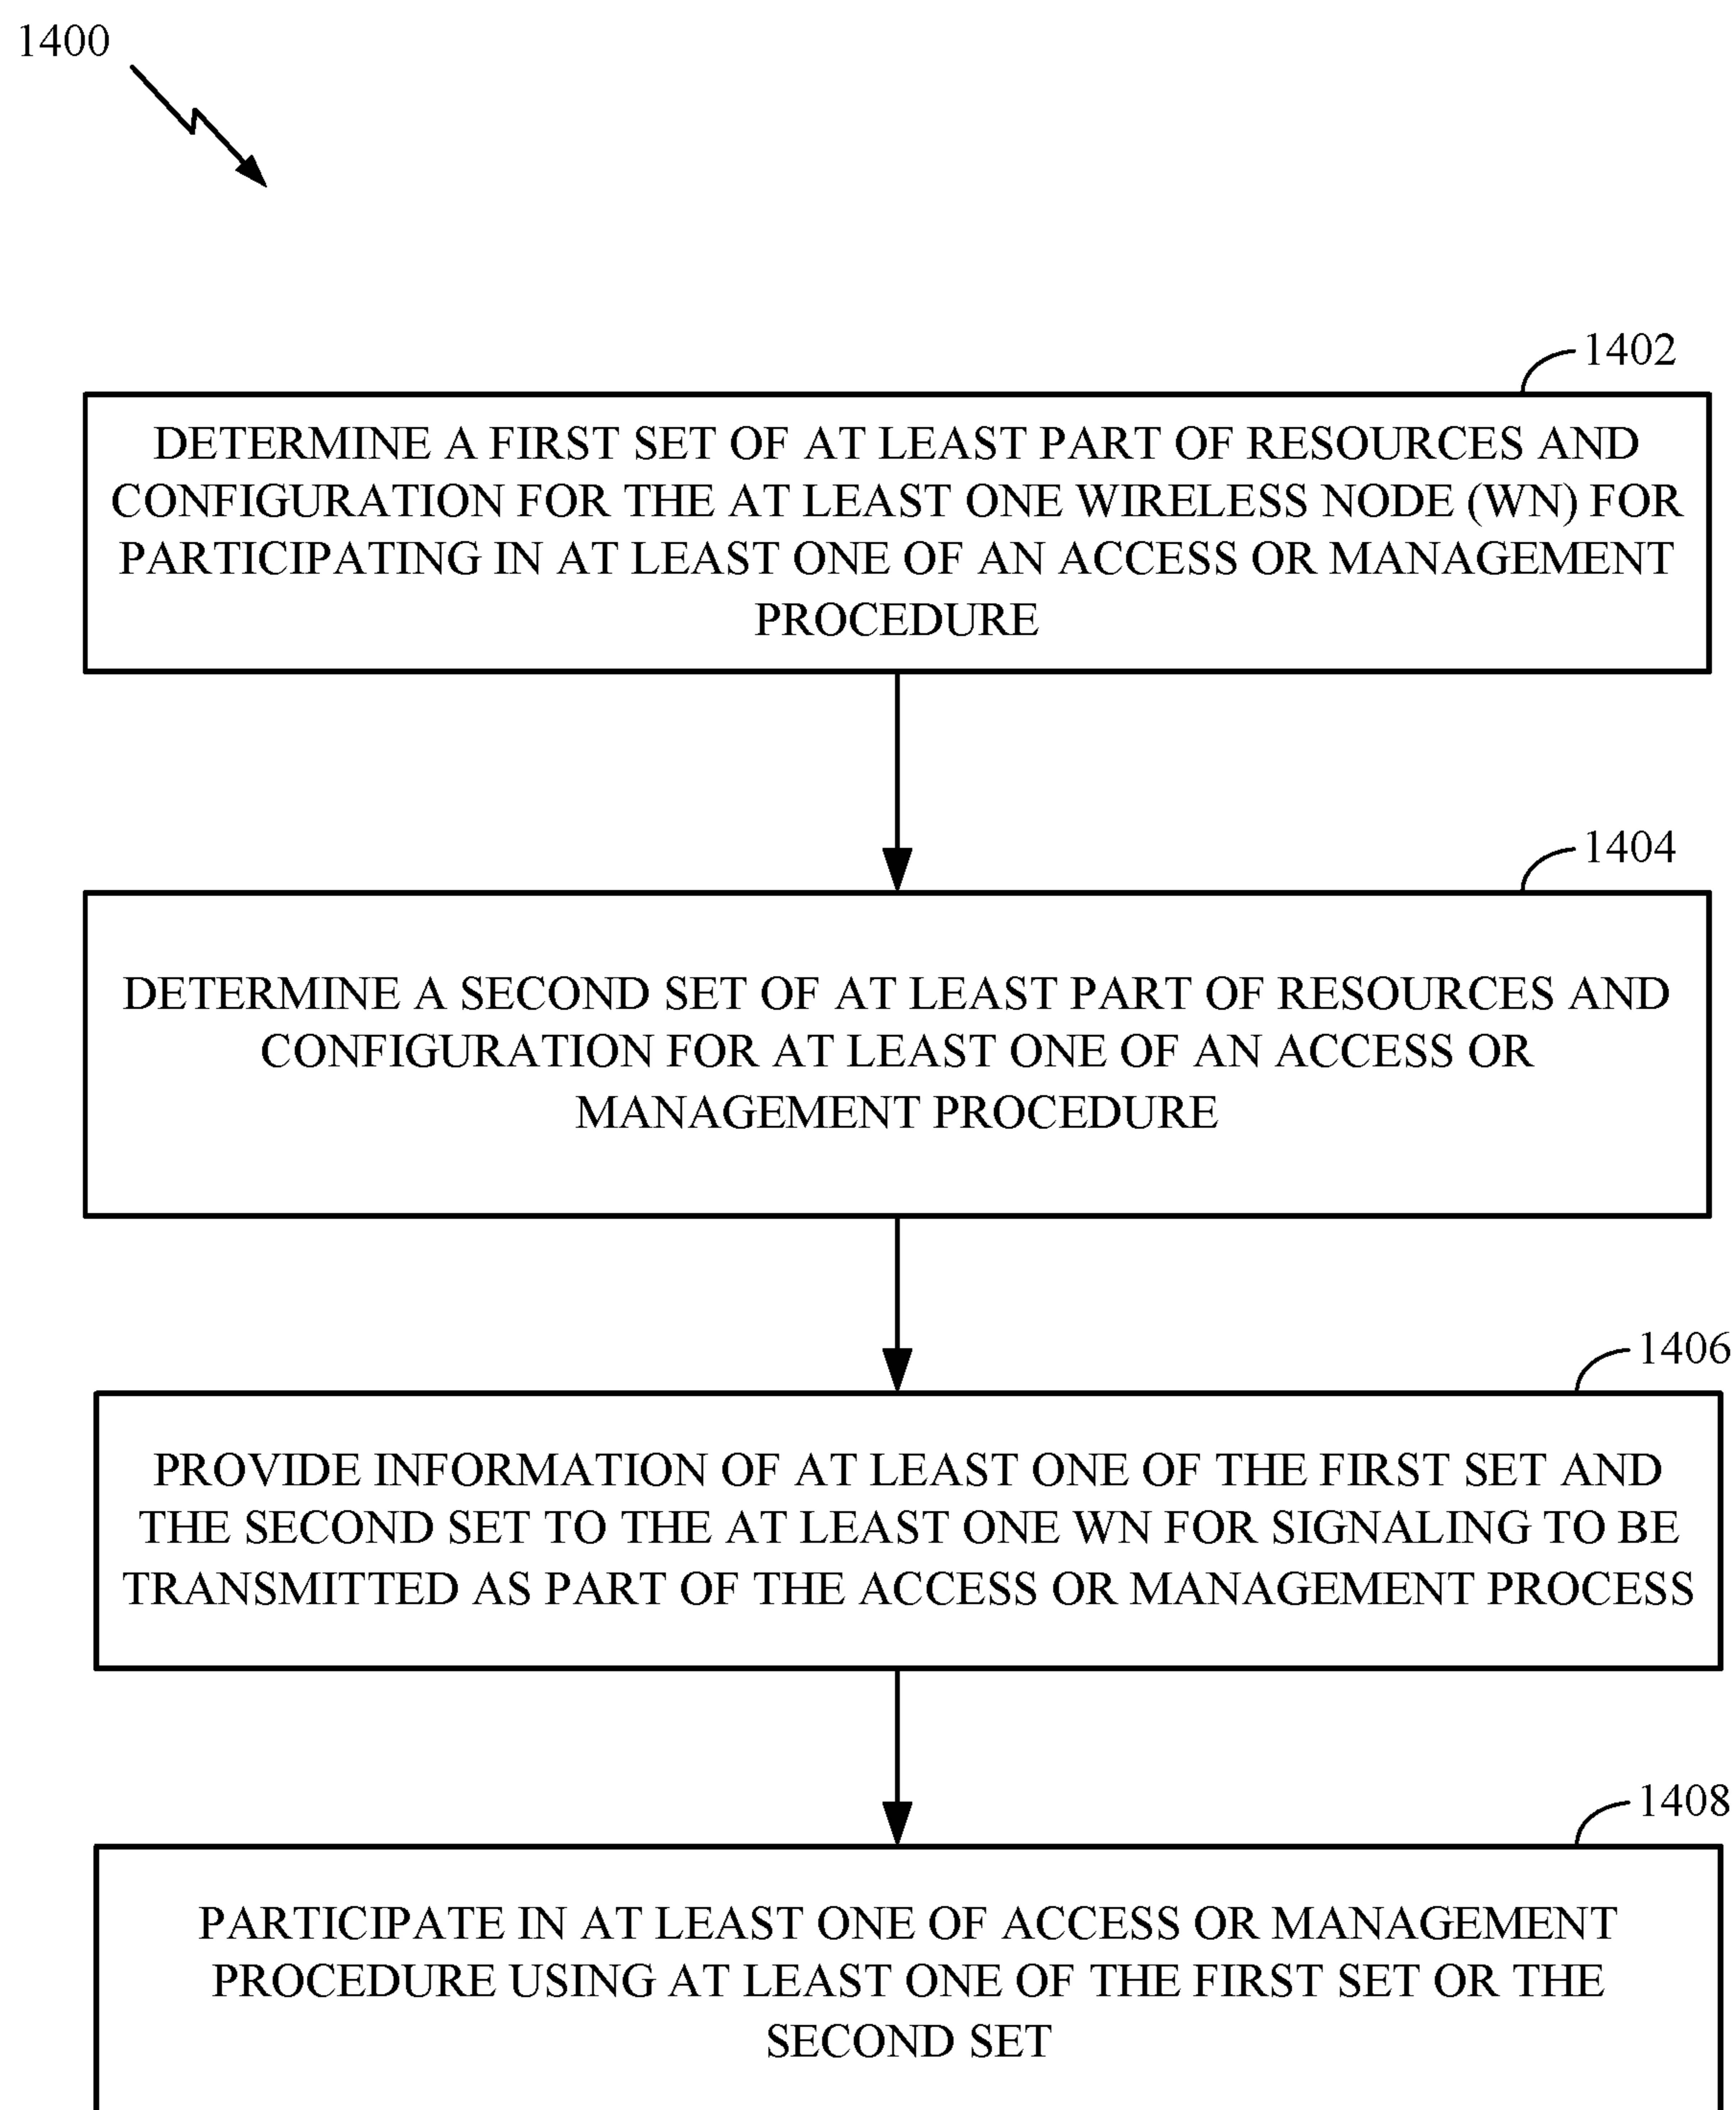 1400
1402
DETERMINE A FIRST SET OF AT LEAST PART OF RESOURCES AND
CONFIGURATION FOR THE AT LEAST ONE WIRELESS NODE (WN) FOR
PARTICIPATING IN AT LEAST ONE OF AN ACCESS OR MANAGEMENT
PROCEDURE
1404
DETERMINE A SECOND SET OF AT LEAST PART OF RESOURCES AND
CONFIGURATION FOR AT LEAST ONE OF AN ACCESS OR
MANAGEMENT PROCEDURE
1406
PROVIDE INFORMATION OF AT LEAST ONE OF THE FIRST SET AND
THE SECOND SET TO THE AT LEAST ONE WN FOR SIGNALING TO BE
TRANSMITTED AS PART OF THE ACCESS OR MANAGEMENT PROCESS
1408
PARTICIPATE IN AT LEAST ONE OF ACCESS OR MANAGEMENT
PROCEDURE USING AT LEAST ONE OF THE FIRST SET OR THE
SECOND SET